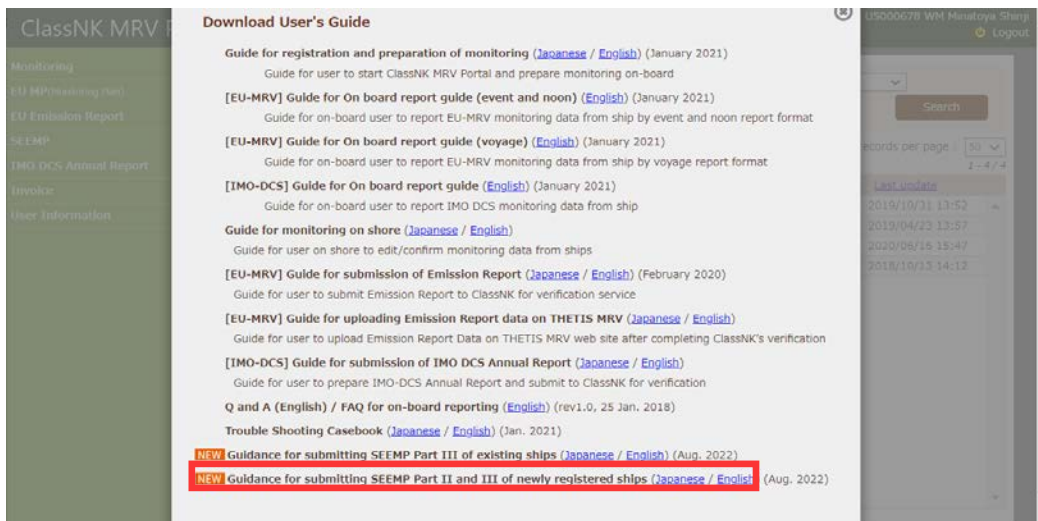 ClassNK MRV P
US000678 WM Minatoya Shinji
Logout
Monitoring
EU MP(Monitoring Plan)
EU Emission Report
SEEMP
IMO DCS Annual Report
Invoice
User Information
Download User's Guide
Guide for registration and preparation of monitoring (Japanese / English) (January 2021)
Guide for user to start ClassNK MRV Portal and prepare monitoring on-board
[EU-MRV] Guide for On board report guide (event and noon) (English) (January 2021)
Guide for on-board user to report EU-MRV monitoring data from ship by event and noon report format
[EU-MRV] Guide for On board report guide (voyage) (English) (January 2021)
Guide for on-board user to report EU-MRV monitoring data from ship by voyage report format
[IMO-DCS] Guide for On board report guide (English) (January 2021)
Guide for on-board user to report IMO DCS monitoring data from ship
Guide for monitoring on shore (Japanese / English)
Guide for user on shore to edit/confirm monitoring data from ships
[EU-MRV] Guide for submission of Emission Report (Japanese / English) (February 2020)
Guide for user to submit Emission Report to ClassNK for verification service
[EU-MRV] Guide for uploading Emission Report data on THETIS MRV (Japanese / English)
Guide for user to upload Emission Report Data on THETIS MRV web site after completing ClassNK's verification
[IMO-DCS] Guide for submission of IMO DCS Annual Report (Japanese / English)
Guide for user to prepare IMO-DCS Annual Report and submit to ClassNK for verification
Q and A (English) / FAQ for on-board reporting (English) (rev1.0, 25 Jan. 2018)
Trouble Shooting Casebook (Japanese / English) (Jan. 2021)
NEW Guidance for submitting SEEMP Part III of existing ships (Japanese / English) (Aug. 2022)
NEW Guidance for submitting SEEMP Part II and III of newly registered ships (Japanese / English (Aug. 2022)
Search
ecords per page : 50
1 - 4 / 4
Last update
2019/10/31 13:52
2019/04/23 13:57
2020/06/16 15:47
2018/10/15 14:12